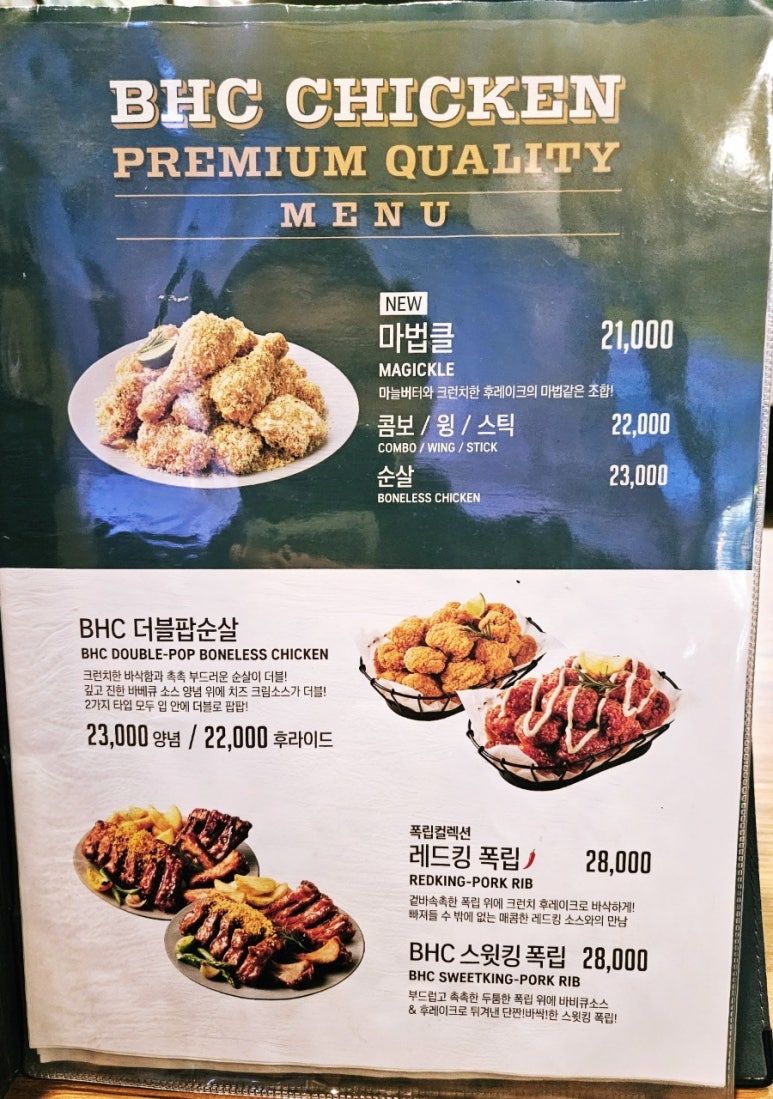 BHC CHICKEN
PREMIUM QUALITY
MENU
NEW
마법클 21,000
MAGICKLE
마늘버터와 크런치한 후레이크의 마법같은 조합!
콤보 / 윙 / 스틱 22,000
COMBO / WING / STICK
순살 23,000
BONELESS CHICKEN
BHC 더블팝순살
BHC DOUBLE-POP BONELESS CHICKEN
크런치한 바삭함과 촉촉 부드러운 순살이 더블!
깊고 진한 바베큐 소스 양념 위에 치즈 크림소스가 더블!
2가지 타입 모두 입 안에 더블로 팝팝!
23,000 양념 / 22,000 후라이드
폭립컬렉션
레드킹 폭립 28,000
REDKING-PORK RIB
겉바속촉한 폭립 위에 크런치 후레이크로 바삭하게!
빠져들 수 밖에 없는 매콤한 레드킹 소스와의 만남
BHC 스윗킹 폭립 28,000
BHC SWEETKING-PORK RIB
부드럽고 촉촉한 두툼한 폭립 위에 바비큐소스
& 후레이크로 튀겨낸 단짠!바싹!한 스윗킹 폭립!